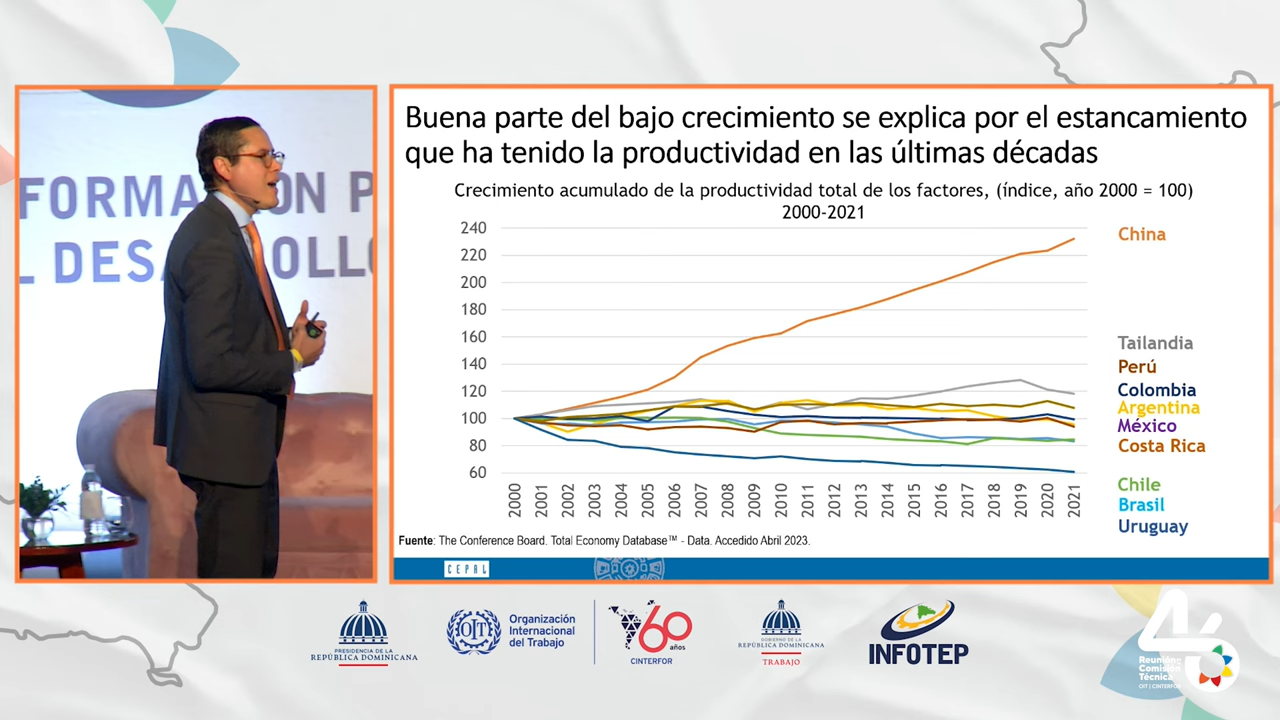 FORMA ON P
L DES OLL
Buena parte del bajo crecimiento se explica por el estancamiento
que ha tenido la productividad en las últimas décadas
Crecimiento acumulado de la productividad total de los factores, (índice, año 2000 = 100)
2000-2021
240
220
200
180
160
140
120
100
80
60
2000
2001
2002
2003
2004
2005
2006
2007
2008
2009
2010
2011
2012
2013
2014
2015
2016
2017
2018
2019
2020
2021
China
Tailandia
Perú
Colombia
Argentina
México
Costa Rica
Chile
Brasil
Uruguay
Fuente: The Conference Board. Total Economy Database™ - Data. Accedido Abril 2023.
CEPAL
PRESIDENCIA DE LA
REPÚBLICA DOMINICANA
OIT
Organización
Internacional
del Trabajo
60
años
CINTERFOR
GOBIERNO DE LA
REPÚBLICA DOMINICANA
TRABAJO
INFOTEP
46
Reunión
Comisión
Técnica
OIT | CINTERFOR